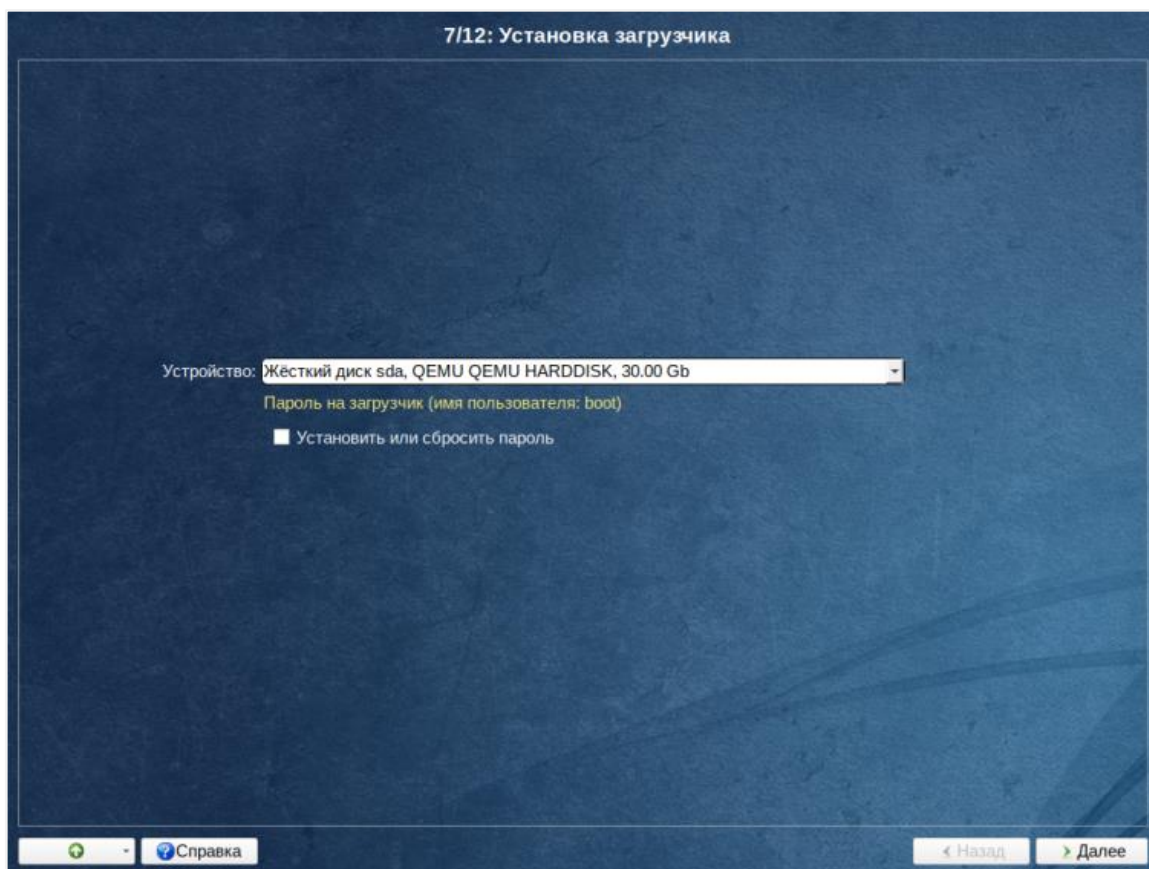 7/12: Установка загрузчика
Устройство: Жёсткий диск sda, QEMU QEMU HARDDISK, 30.00 Gb
Пароль на загрузчик (имя пользователя: boot)
Установить или сбросить пароль
Справка Назад Далее